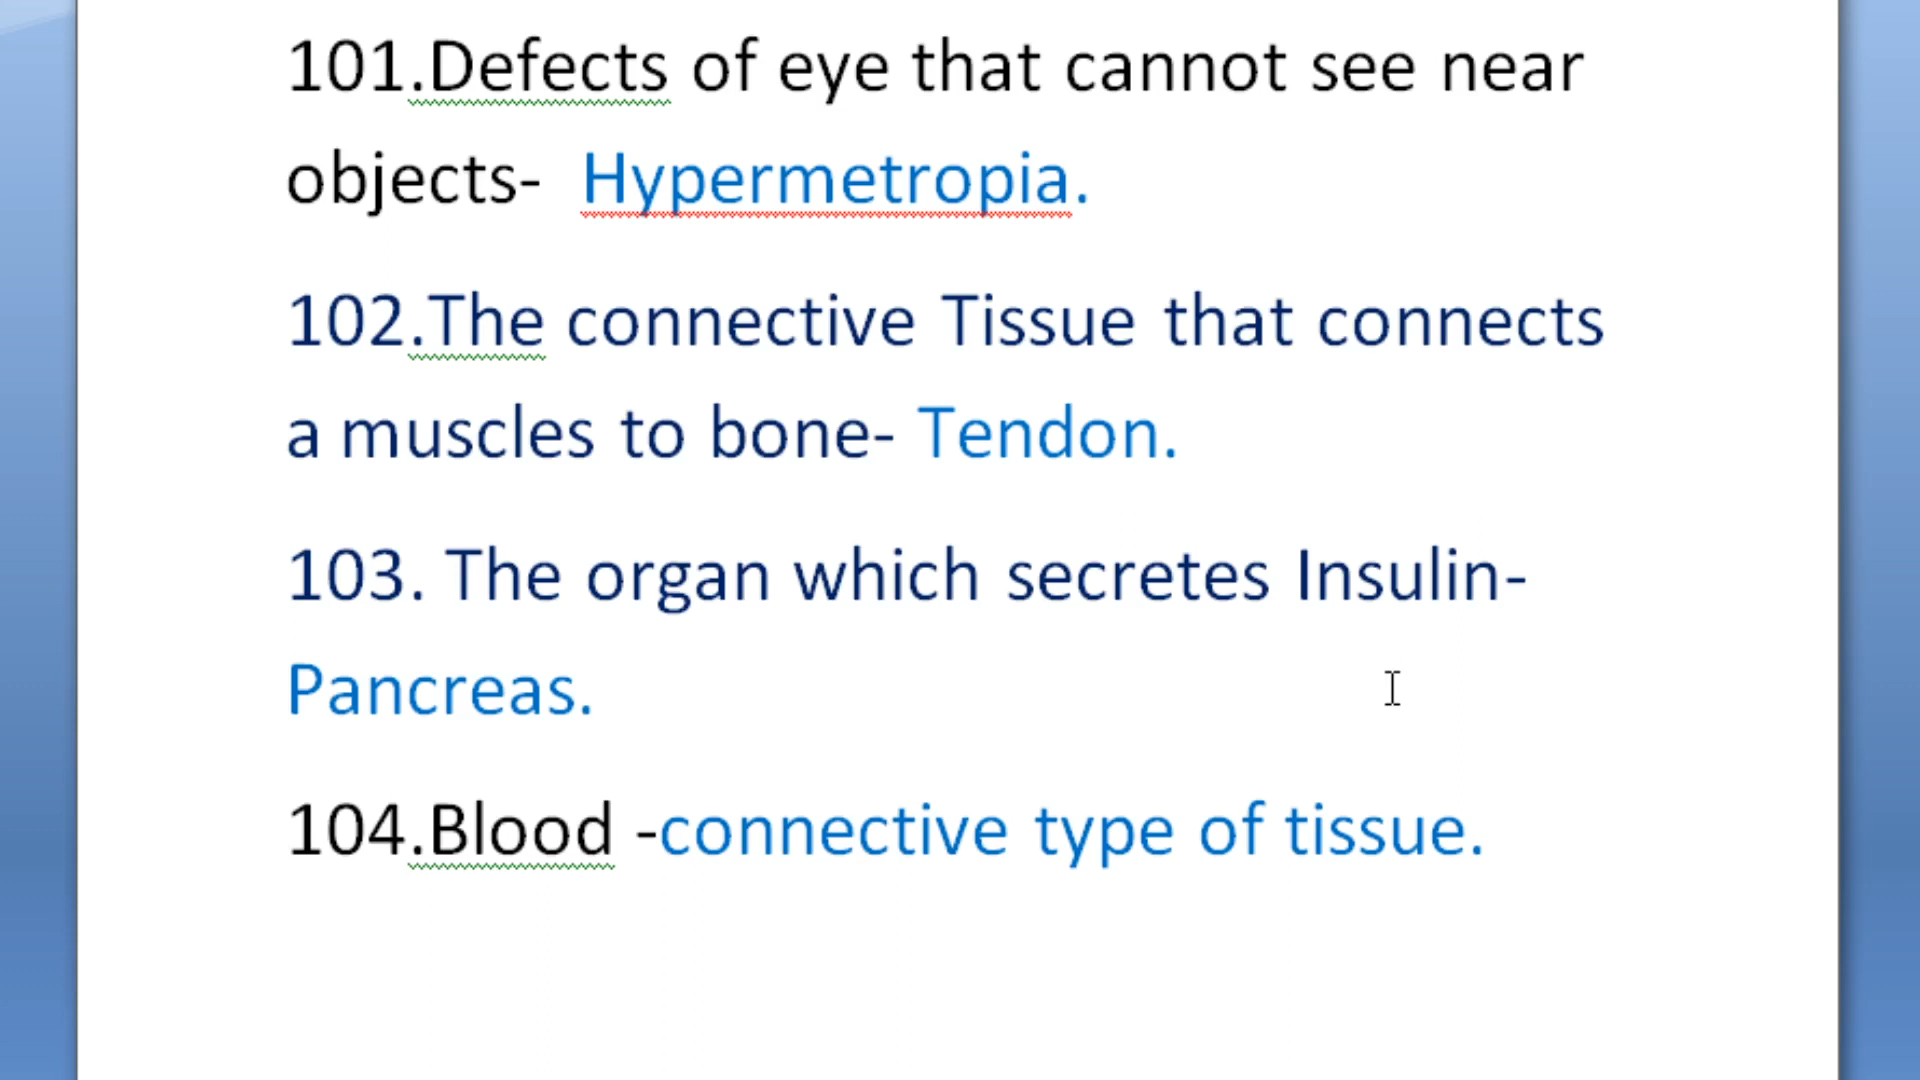 101.Defects of eye that cannot see near
objects- Hypermetropia.
102.The connective Tissue that connects
a muscles to bone- Tendon.
103. The organ which secretes Insulin-
Pancreas.
104.Blood -connective type of tissue.